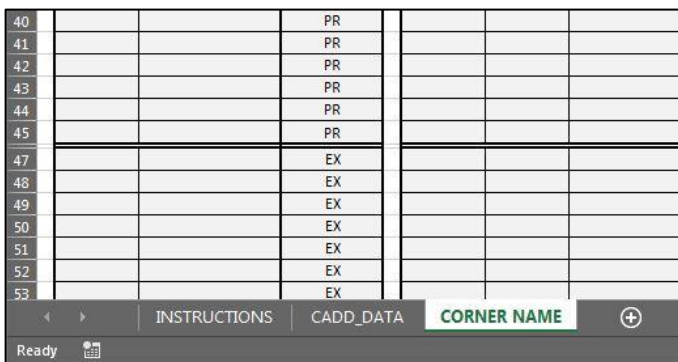 40 PR
41 PR
42 PR
43 PR
44 PR
45 PR
47 EX
48 EX
49 EX
50 EX
51 EX
52 EX
53 EX
INSTRUCTIONS CADD_DATA CORNER NAME
Ready